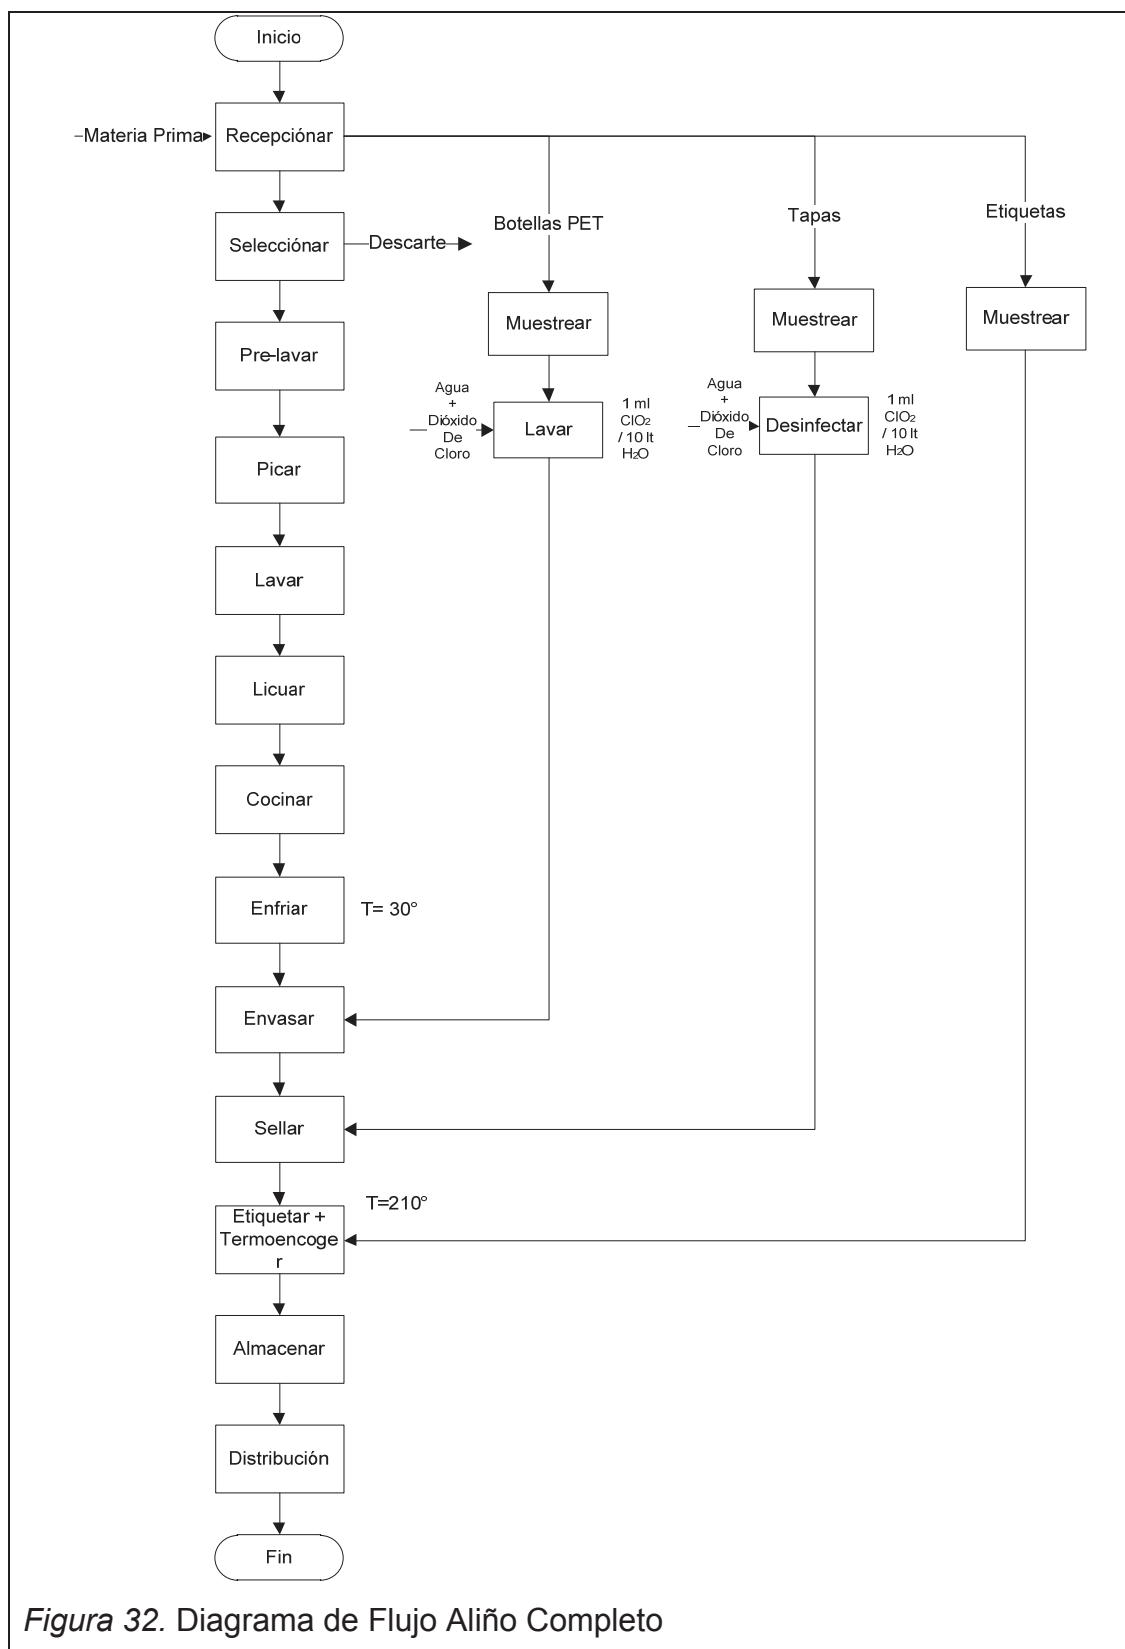 Inicio
Materia Prima
Recepciónar
Selecciónar
Descarte
Botellas PET
Tapas
Etiquetas
Muestrear
Muestrear
Muestrear
Pre-lavar
Agua
+
Dióxido
De
Cloro
Lavar
1 ml
ClO2
/ 10 lt
H2O
Agua
+
Dióxido
De
Cloro
Desinfectar
1 ml
ClO2
/ 10 lt
H2O
Picar
Lavar
Licuar
Cocinar
Enfriar
T= 30°
Envasar
Sellar
T=210°
Etiquetar +
Termoencoge
r
Almacenar
Distribución
Fin
Figura 32. Diagrama de Flujo Aliño Completo